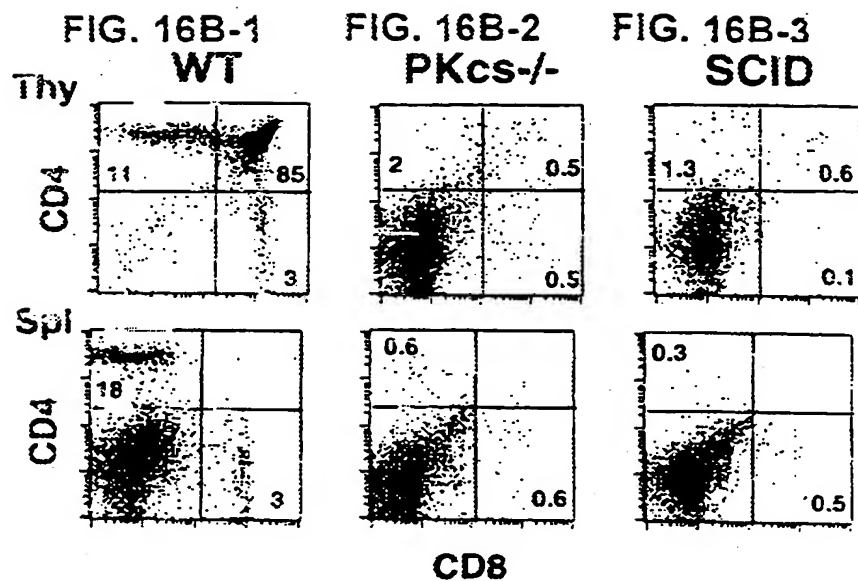 FIG. 16B-1 FIG. 16B-2 FIG. 16B-3
WT PKcs-/- SCID
Thy
CD4
11 85 2 0.5 1.3 0.6
3 0.5 0.1
Spl
CD4
18 0.6 0.3
3 0.6 0.5
CD8